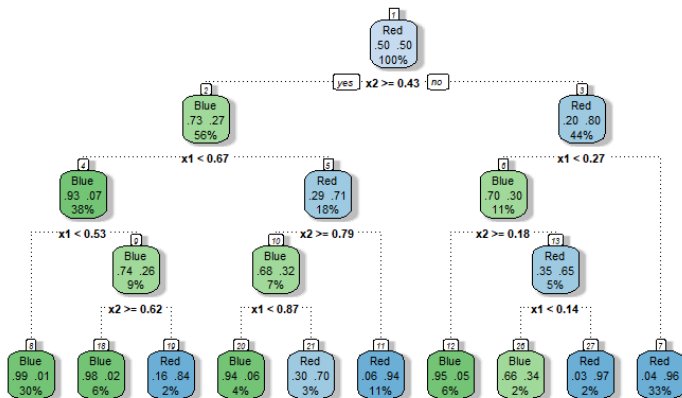 1
Red
.50 .50
100%
yes x2 >= 0.43 no
2
Blue
.73 .27
56%
3
Red
.20 .80
44%
x1 < 0.67
x1 < 0.27
4
Blue
.93 .07
38%
5
Red
.29 .71
18%
6
Blue
.70 .30
11%
x1 < 0.53
x2 >= 0.79
x2 >= 0.18
9
Blue
.74 .26
9%
10
Blue
.68 .32
7%
13
Red
.35 .65
5%
x2 >= 0.62
x1 < 0.87
x1 < 0.14
8
Blue
.99 .01
30%
18
Blue
.98 .02
6%
19
Red
.16 .84
2%
20
Blue
.94 .06
4%
21
Red
.30 .70
3%
11
Red
.06 .94
11%
12
Blue
.95 .05
6%
26
Blue
.66 .34
2%
27
Red
.03 .97
2%
7
Red
.04 .96
33%